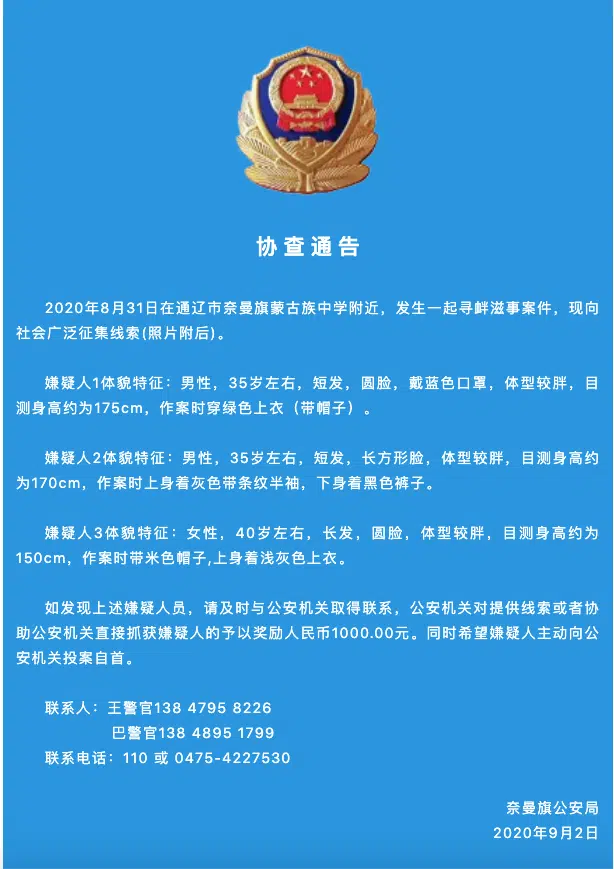 协查通告
2020年8月31日在通辽市奈曼旗蒙古族中学附近，发生一起寻衅滋事案件，现向
社会广泛征集线索(照片附后)。
嫌疑人1体貌特征：男性，35岁左右，短发，圆脸，戴蓝色口罩，体型较胖，目
测身高约为175cm，作案时穿绿色上衣（带帽子）。
嫌疑人2体貌特征：男性，35岁左右，短发，长方形脸，体型较胖，目测身高约
为170cm，作案时上身着灰色带条纹半袖，下身着黑色裤子。
嫌疑人3体貌特征：女性，40岁左右，长发，圆脸，体型较胖，目测身高约为
150cm，作案时带米色帽子,上身着浅灰色上衣。
如发现上述嫌疑人员，请及时与公安机关取得联系，公安机关对提供线索或者协
助公安机关直接抓获嫌疑人的予以奖励人民币1000.00元。同时希望嫌疑人主动向公
安机关投案自首。
联系人：王警官138 4795 8226
巴警官138 4895 1799
联系电话：110 或 0475-4227530
奈曼旗公安局
2020年9月2日